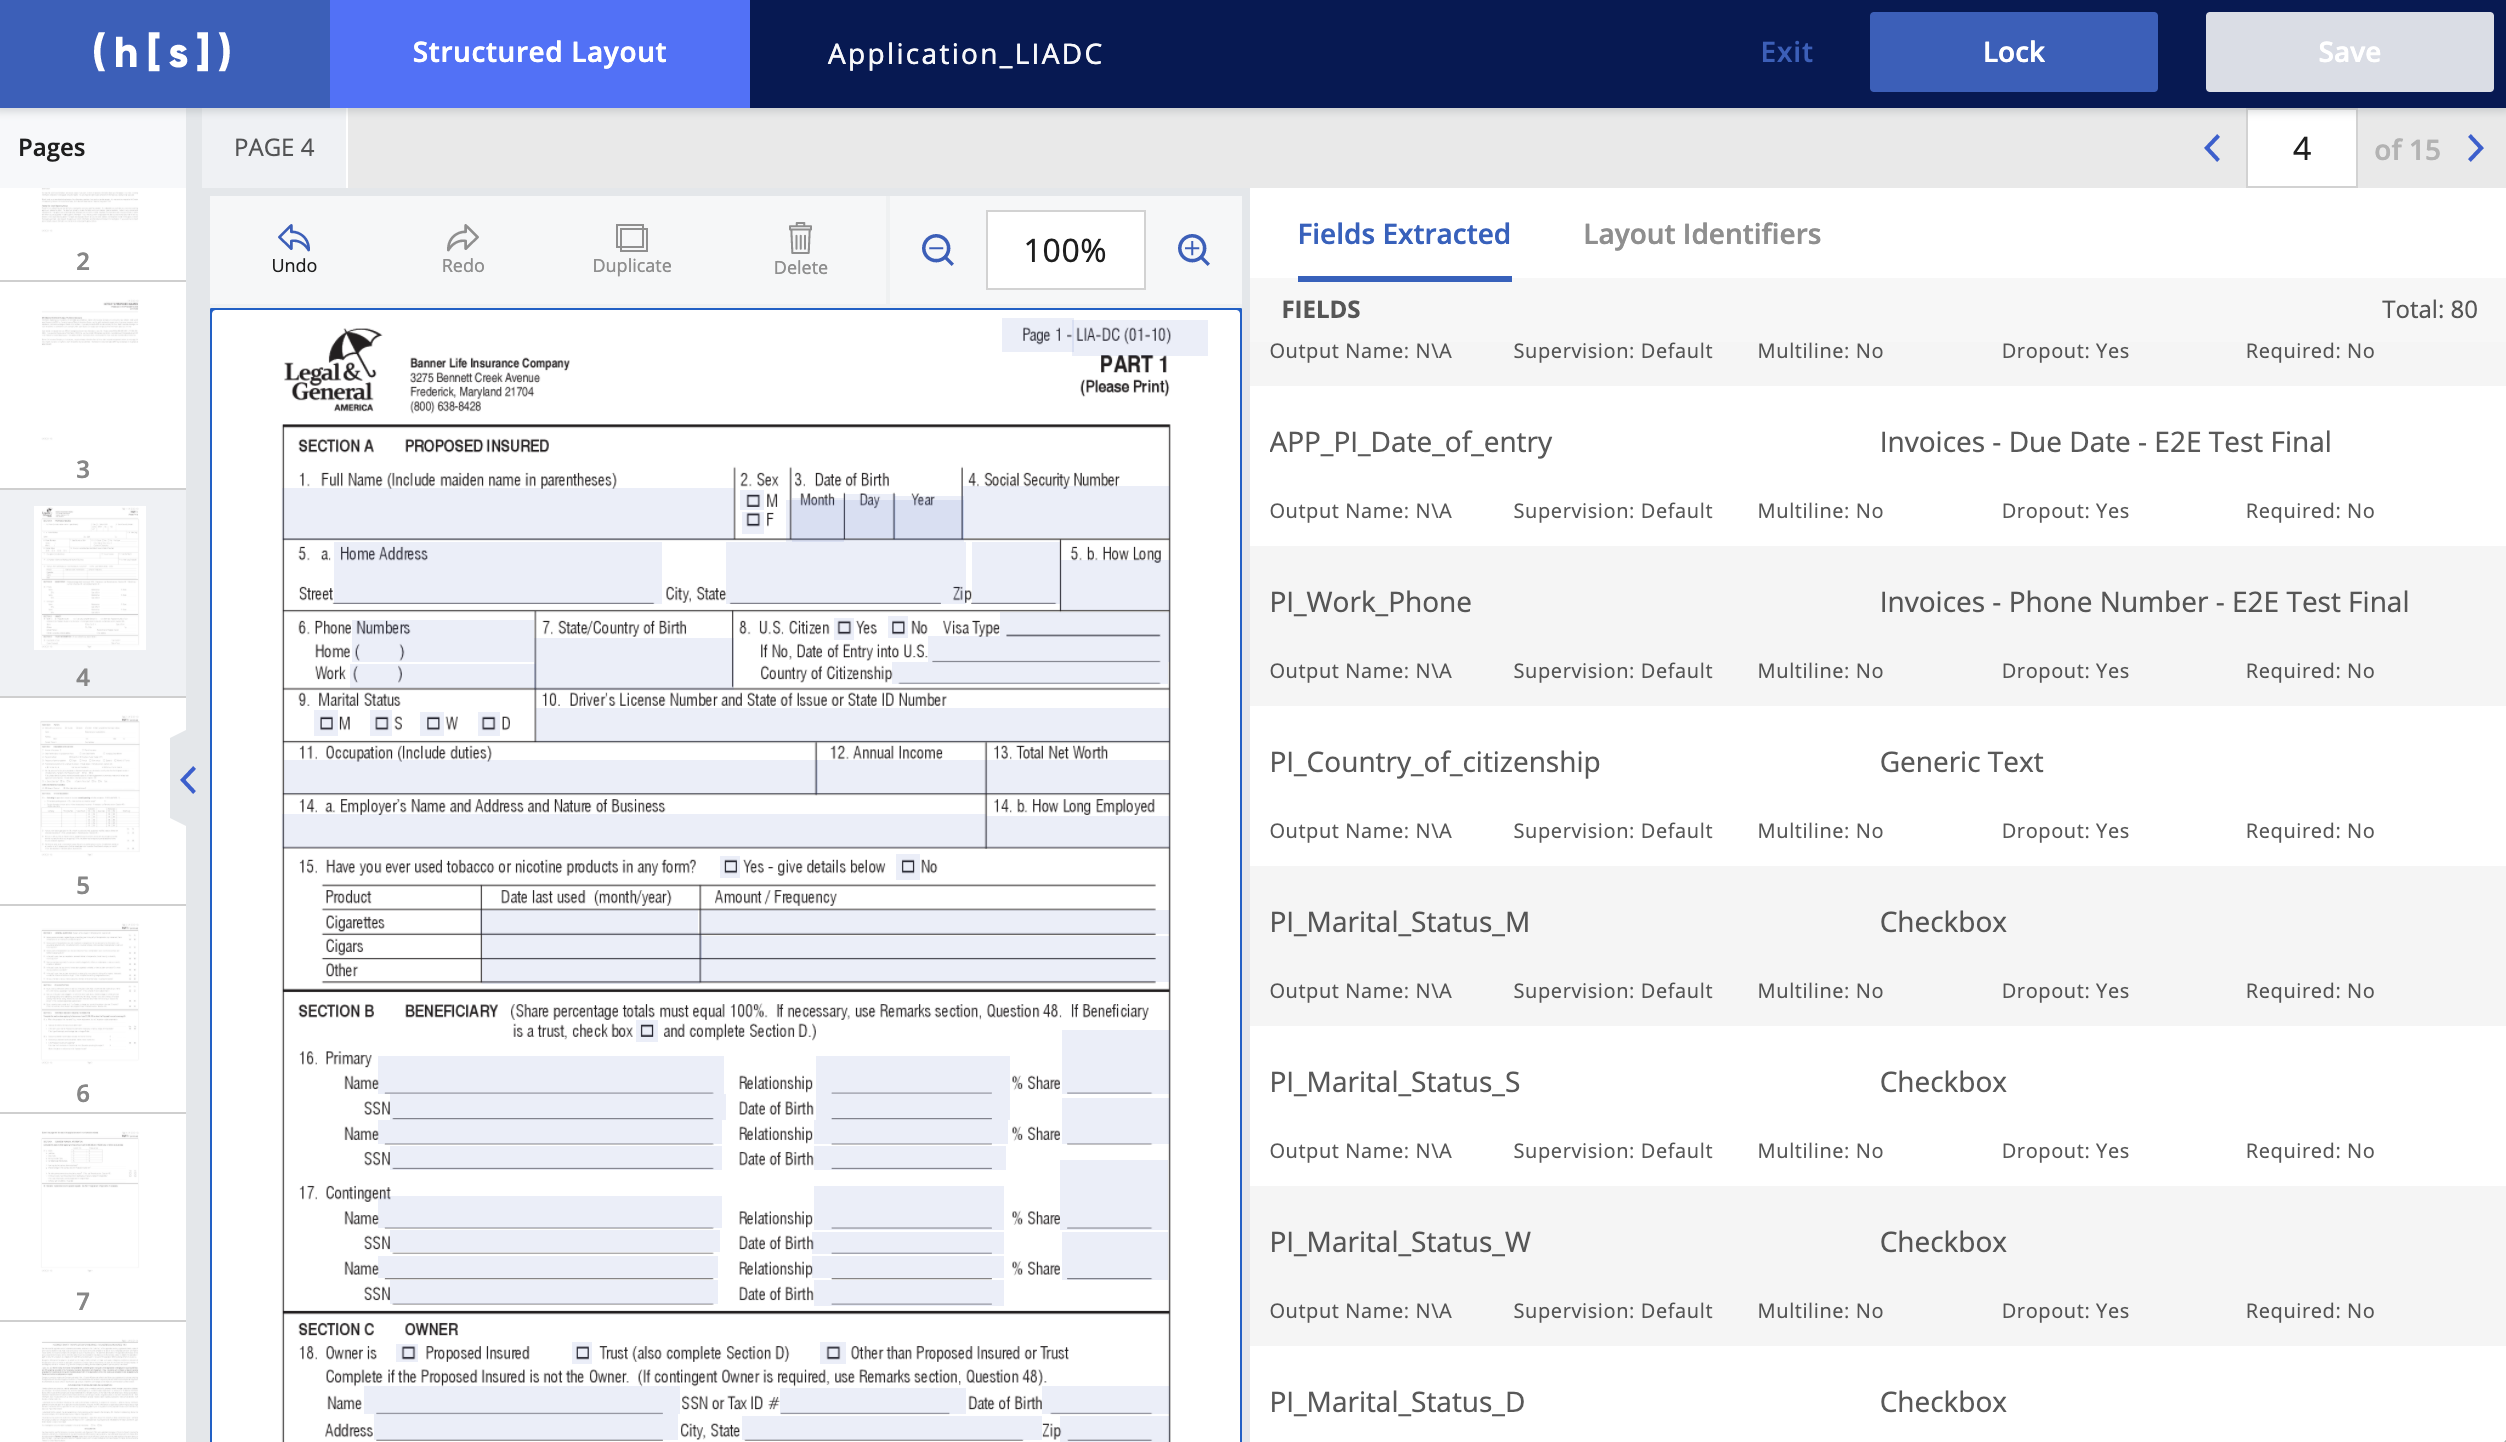 (h[s])
Structured Layout
Application_LIADC
Exit
Lock
Save
Pages
PAGE 4
4
of 15
2
3
4
5
6
7
Undo
Redo
Duplicate
Delete
100%
Legal &
General
AMERICA
Banner Life Insurance Company
3275 Bennett Creek Avenue
Frederick, Maryland 21704
(800) 638-8428
Page 1 - LIA-DC (01-10)
PART 1
(Please Print)
SECTION A PROPOSED INSURED
1. Full Name (Include maiden name in parentheses)
2. Sex
M
F
3. Date of Birth
Month Day Year
4. Social Security Number
5. a. Home Address
Street City, State Zip
5. b. How Long
6. Phone Numbers
Home ( )
Work ( )
7. State/Country of Birth
8. U.S. Citizen Yes No Visa Type
If No, Date of Entry into U.S.
Country of Citizenship
9. Marital Status
M S W D
10. Driver's License Number and State of Issue or State ID Number
11. Occupation (Include duties)
12. Annual Income
13. Total Net Worth
14. a. Employer's Name and Address and Nature of Business
14. b. How Long Employed
15. Have you ever used tobacco or nicotine products in any form? Yes - give details below No
Product Date last used (month/year) Amount / Frequency
Cigarettes
Cigars
Other
SECTION B BENEFICIARY (Share percentage totals must equal 100%. If necessary, use Remarks section, Question 48. If Beneficiary
is a trust, check box and complete Section D.)
16. Primary
Name Relationship % Share
SSN Date of Birth
Name Relationship % Share
SSN Date of Birth
17. Contingent
Name Relationship % Share
SSN Date of Birth
Name Relationship % Share
SSN Date of Birth
SECTION C OWNER
18. Owner is Proposed Insured Trust (also complete Section D) Other than Proposed Insured or Trust
Complete if the Proposed Insured is not the Owner. (If contingent Owner is required, use Remarks section, Question 48).
Name SSN or Tax ID # Date of Birth
Address City, State Zip
Fields Extracted
Layout Identifiers
FIELDS
Total: 80
Output Name: N\A Supervision: Default Multiline: No Dropout: Yes Required: No
APP_PI_Date_of_entry Invoices - Due Date - E2E Test Final
Output Name: N\A Supervision: Default Multiline: No Dropout: Yes Required: No
PI_Work_Phone Invoices - Phone Number - E2E Test Final
Output Name: N\A Supervision: Default Multiline: No Dropout: Yes Required: No
PI_Country_of_citizenship Generic Text
Output Name: N\A Supervision: Default Multiline: No Dropout: Yes Required: No
PI_Marital_Status_M Checkbox
Output Name: N\A Supervision: Default Multiline: No Dropout: Yes Required: No
PI_Marital_Status_S Checkbox
Output Name: N\A Supervision: Default Multiline: No Dropout: Yes Required: No
PI_Marital_Status_W Checkbox
Output Name: N\A Supervision: Default Multiline: No Dropout: Yes Required: No
PI_Marital_Status_D Checkbox